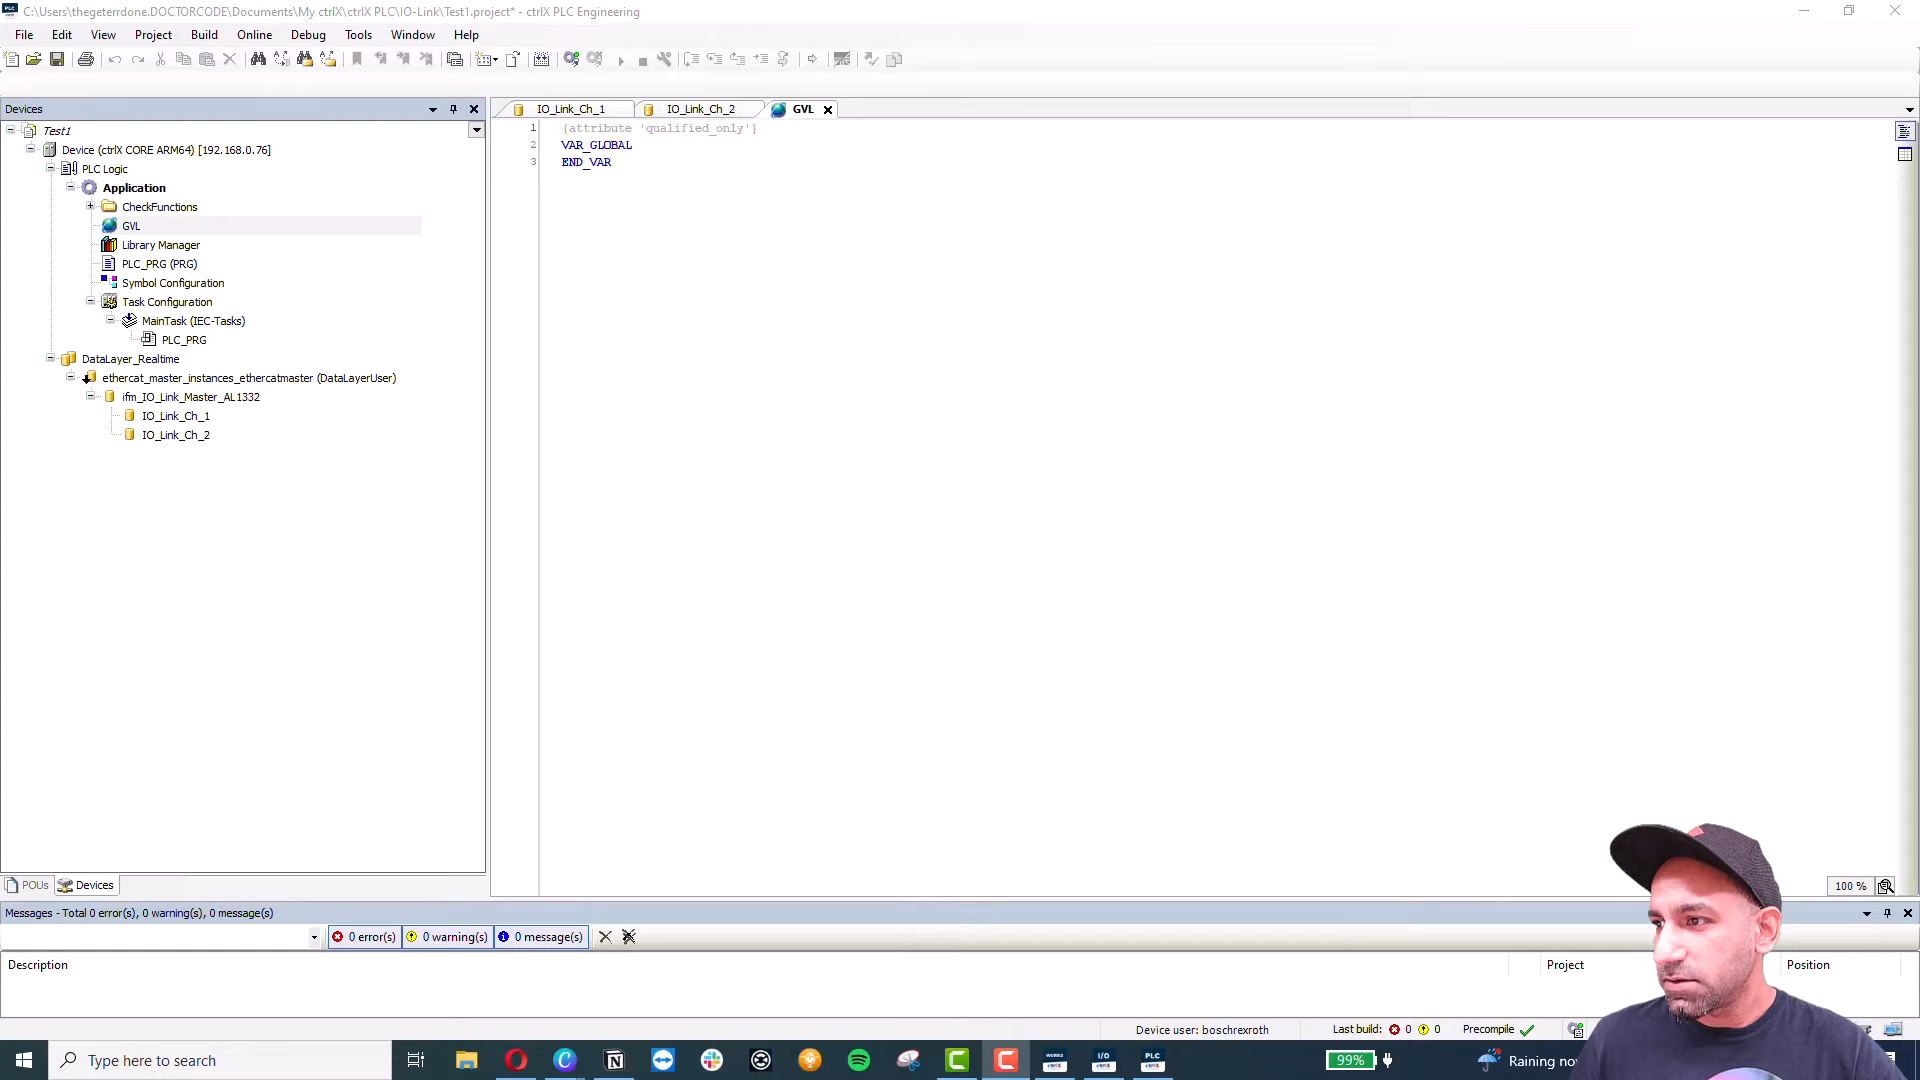 C:\Users\thegeterrdone.DOCTORCODE\Documents\My ctrlX\ctrlX PLC\IO-Link\Test1.project* - ctrlX PLC Engineering
File Edit View Project Build Online Debug Tools Window Help
Devices
Test1
Device (ctrlX CORE ARM64) [192.168.0.76]
PLC Logic
Application
CheckFunctions
GVL
Library Manager
PLC_PRG (PRG)
Symbol Configuration
Task Configuration
MainTask (IEC-Tasks)
PLC_PRG
DataLayer_Realtime
ethercat_master_instances_ethercatmaster (DataLayerUser)
ifm_IO_Link_Master_AL1332
IO_Link_Ch_1
IO_Link_Ch_2
POUs Devices
IO_Link_Ch_1 IO_Link_Ch_2 GVL
1 {attribute 'qualified_only'}
2 VAR_GLOBAL
3 END_VAR
100 %
Messages - Total 0 error(s), 0 warning(s), 0 message(s)
0 error(s) 0 warning(s) 0 message(s)
Description Project Position
Device user: boschrexroth Last build: 0 0 Precompile
Type here to search
WORKS I/O PLC
99% Raining